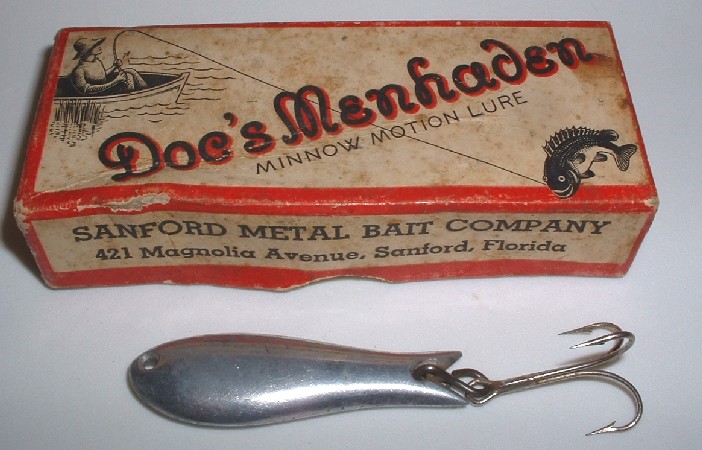 Doc's Menhaden
MINNOW MOTION LURE
SANFORD METAL BAIT COMPANY
421 Magnolia Avenue, Sanford, Florida